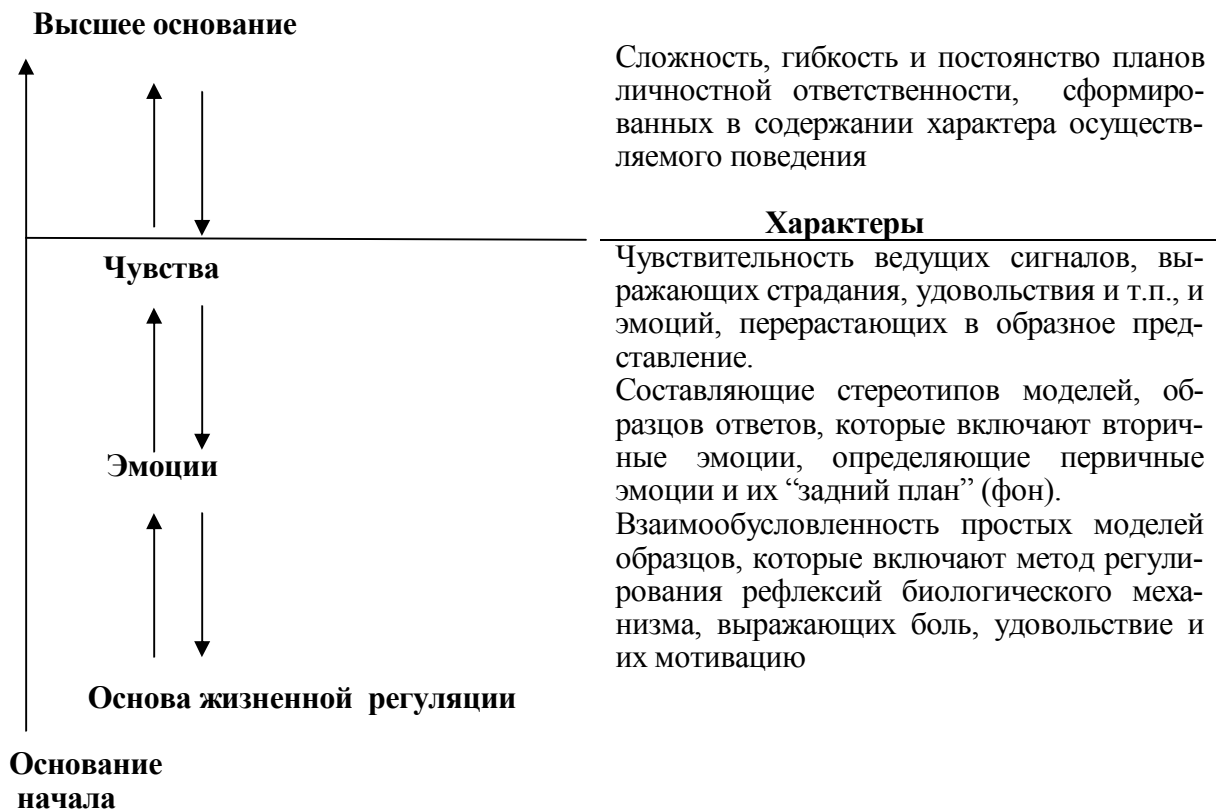 Высшее основание
Сложность, гибкость и постоянство планов
личностной ответственности, сформиро-
ванных в содержании характера осуществ-
ляемого поведения
Характеры
Чувства
Чувствительность ведущих сигналов, вы-
ражающих страдания, удовольствия и т.п., и
эмоций, перерастающих в образное пред-
ставление.
Составляющие стереотипов моделей, об-
разцов ответов, которые включают вторич-
ные эмоции, определяющие первичные
эмоции и их “задний план” (фон).
Эмоции
Взаимообусловленность простых моделей
образцов, которые включают метод регули-
рования рефлексий биологического меха-
низма, выражающих боль, удовольствие и
их мотивацию
Основа жизненной регуляции
Основание
начала